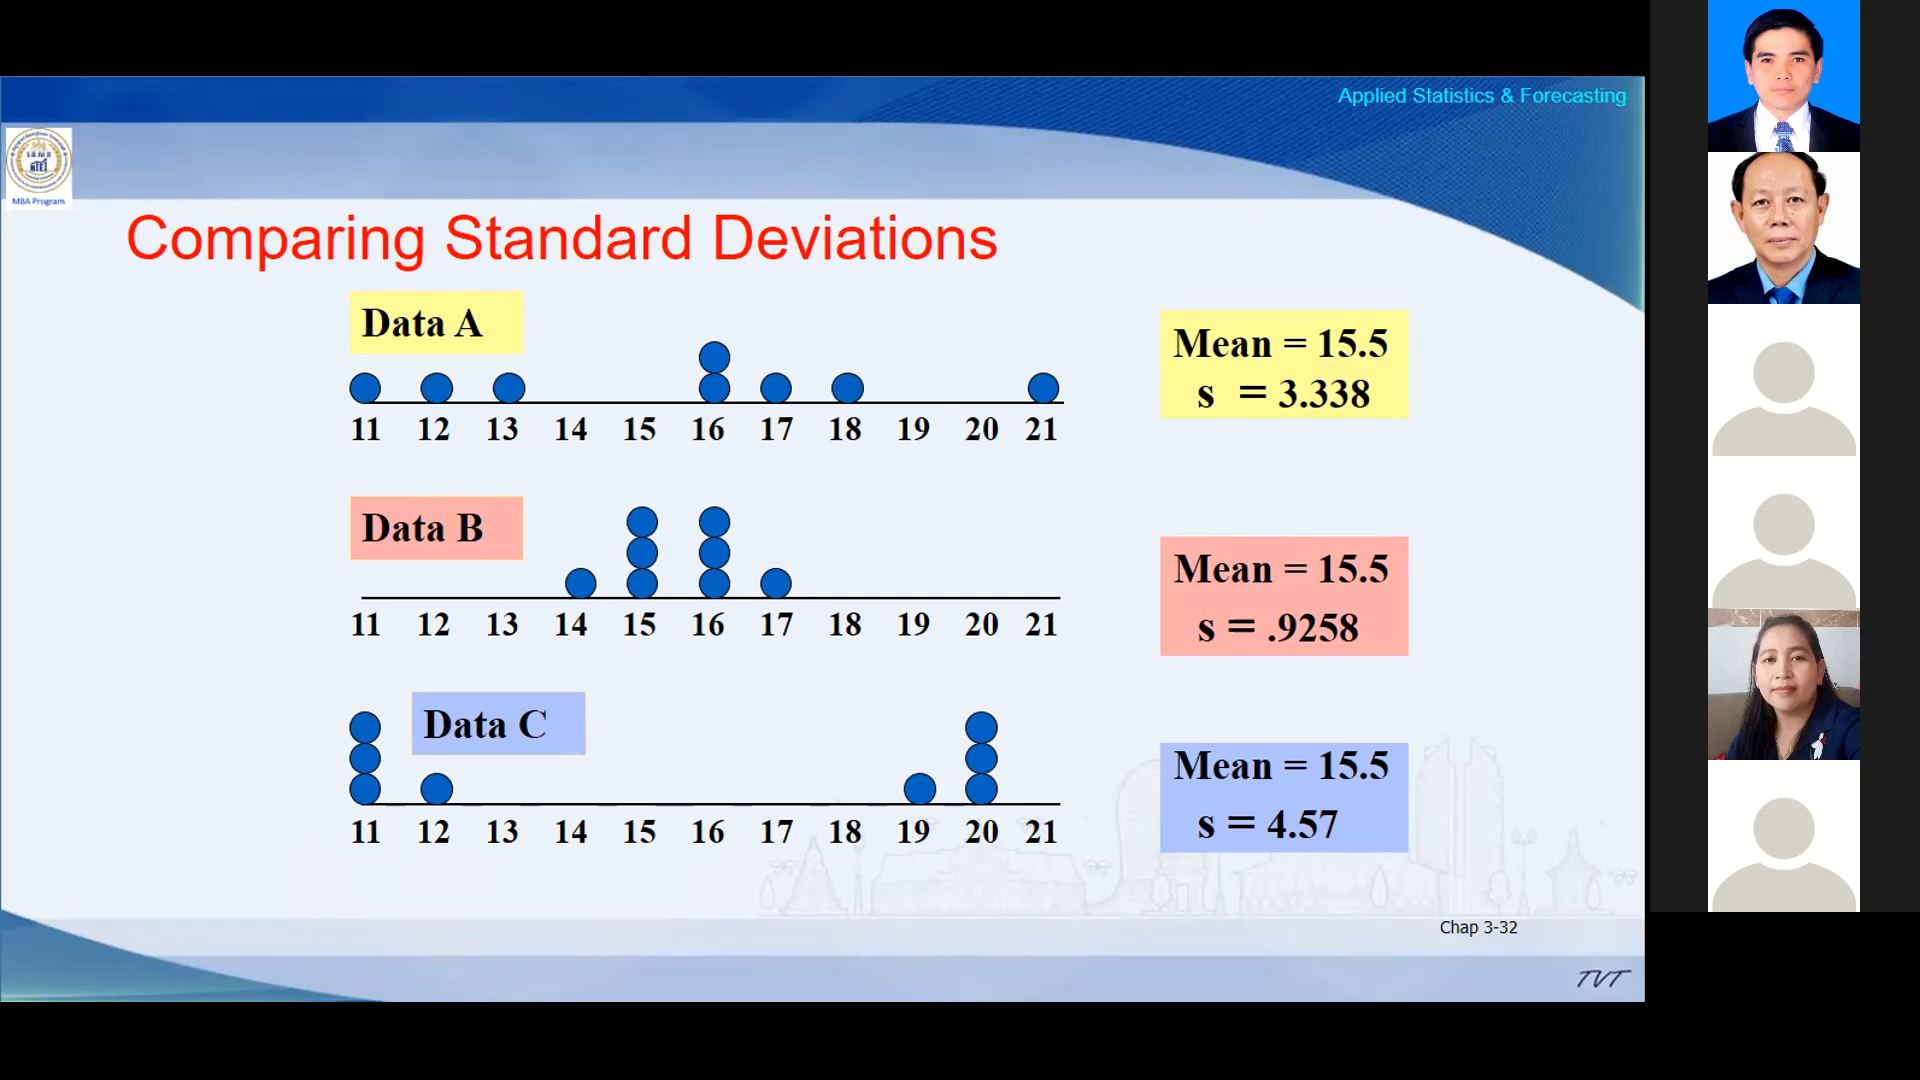 Applied Statistics & Forecasting
MBA Program
Comparing Standard Deviations
Data A
11 12 13 14 15 16 17 18 19 20 21
Mean = 15.5
s = 3.338
Data B
11 12 13 14 15 16 17 18 19 20 21
Mean = 15.5
s = .9258
Data C
11 12 13 14 15 16 17 18 19 20 21
Mean = 15.5
s = 4.57
Chap 3-32
TVT